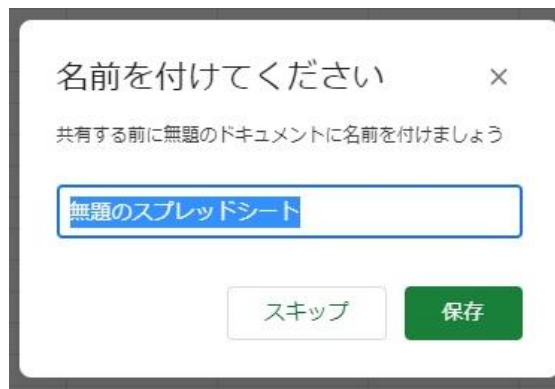 名前を付けてください
共有する前に無題のドキュメントに名前を付けましょう
無題のスプレッドシート
スキップ
保存